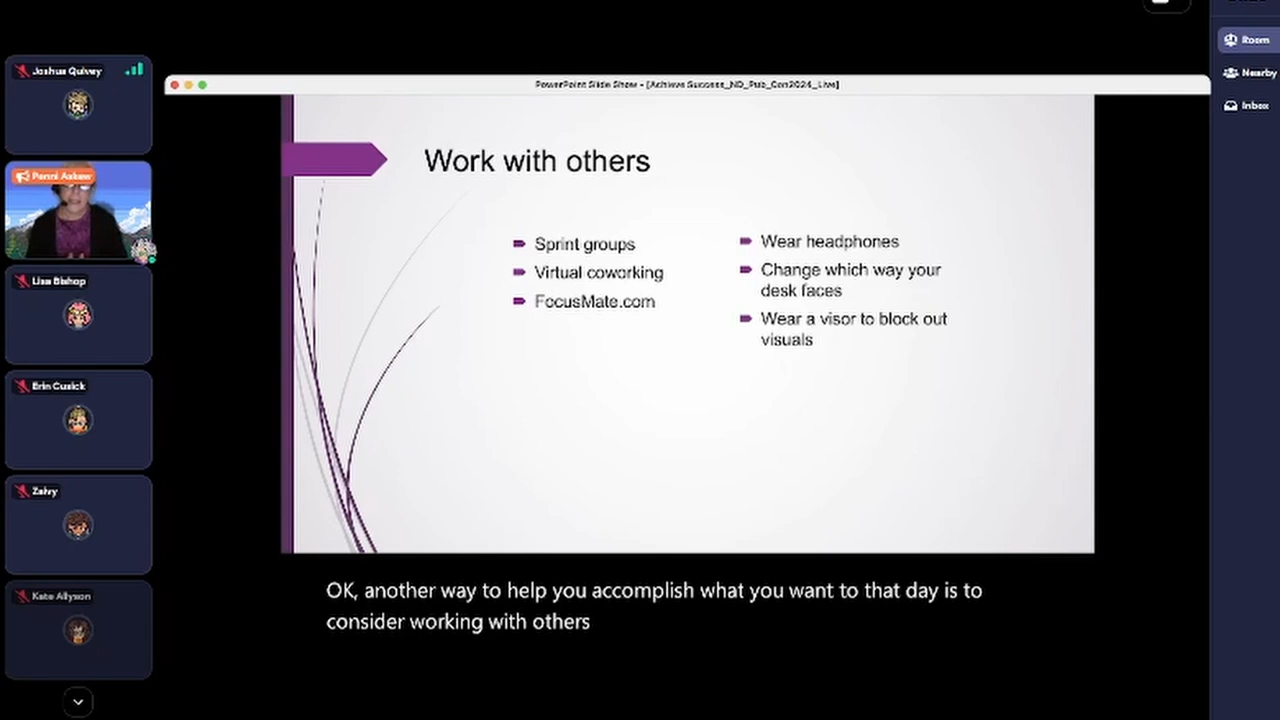 Room
Joshua Quivey
Nearby
PowerPoint Slide Show - [Achieve Success_ND_Pub_Con2024_Live]
Inbox
Work with others
Penni Askew
Sprint groups
Virtual coworking
FocusMate.com
Wear headphones
Change which way your
desk faces
Wear a visor to block out
visuals
Lisa Bishop
Erin Cusick
Zalvy
Kate Allyson
OK, another way to help you accomplish what you want to that day is to
consider working with others